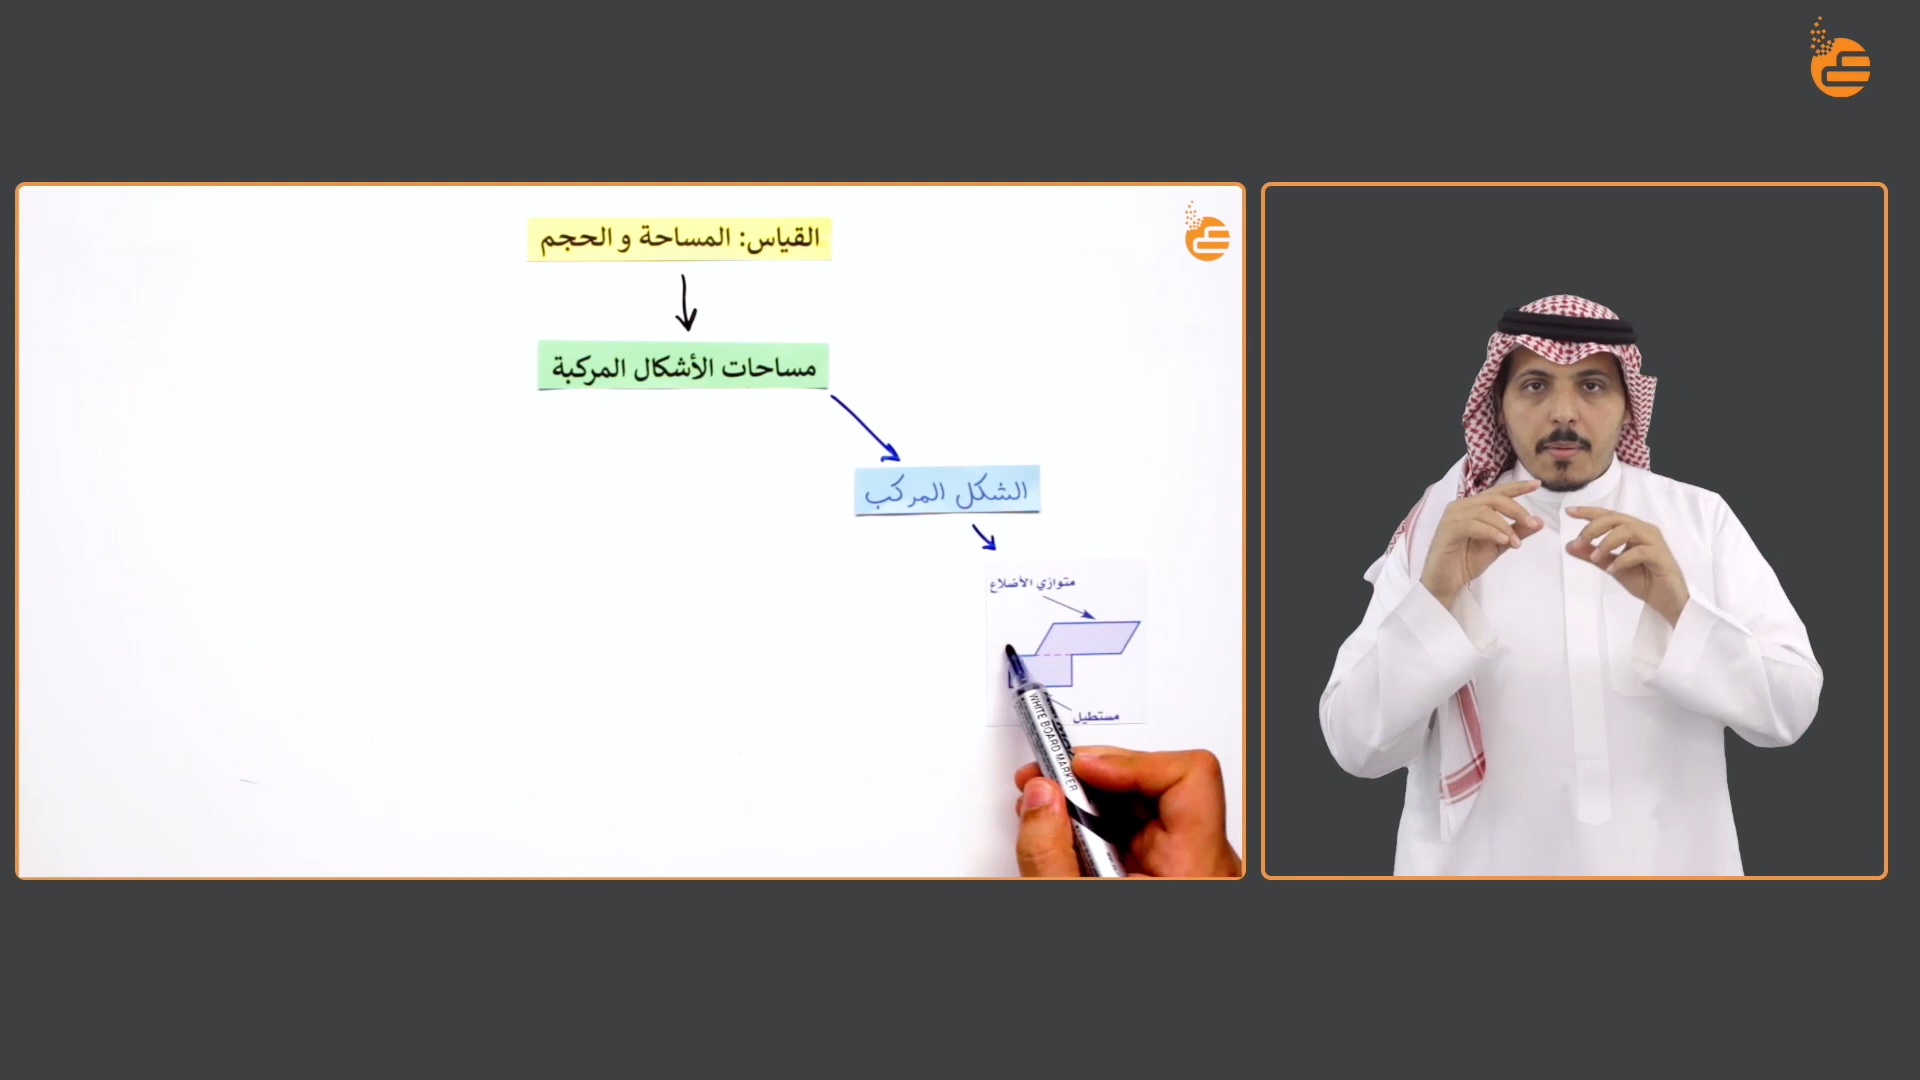 القياس: المساحة و الحجم
مساحات الأشكال المركبة
الشكل المركب
متوازي الأضلاع
مستطيل
WHITE BOARD MARKER